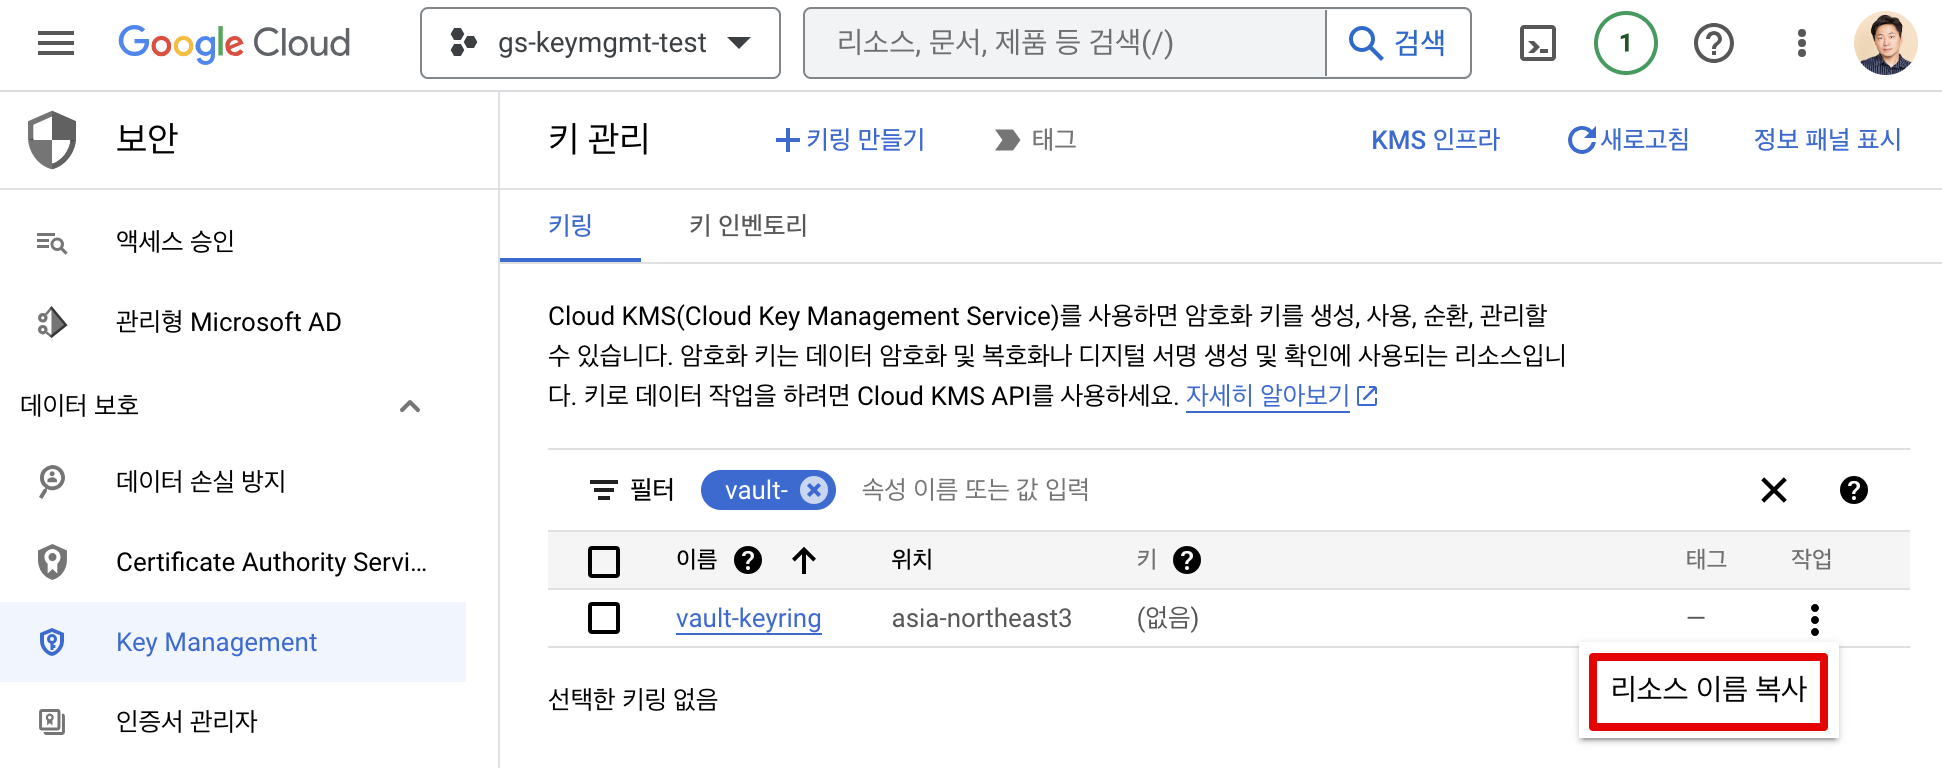 Google Cloud
gs-keymgmt-test
리소스, 문서, 제품 등 검색(/)
검색
1
보안
키 관리
키링 만들기
태그
KMS 인프라
새로고침
정보 패널 표시
액세스 승인
관리형 Microsoft AD
데이터 보호
데이터 손실 방지
Certificate Authority Servi...
Key Management
인증서 관리자
키링
키 인벤토리
Cloud KMS(Cloud Key Management Service)를 사용하면 암호화 키를 생성, 사용, 순환, 관리할
수 있습니다. 암호화 키는 데이터 암호화 및 복호화나 디지털 서명 생성 및 확인에 사용되는 리소스입니
다. 키로 데이터 작업을 하려면 Cloud KMS API를 사용하세요. 자세히 알아보기
필터
vault-
속성 이름 또는 값 입력
이름
위치
키
태그
작업
vault-keyring
asia-northeast3
(없음)
—
리소스 이름 복사
선택한 키링 없음